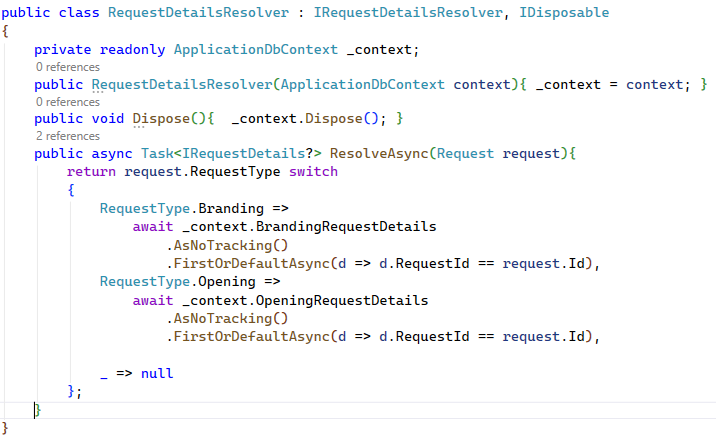 public class RequestDetailsResolver : IRequestDetailsResolver, IDisposable
{
    private readonly ApplicationDbContext _context;
    0 references
    public RequestDetailsResolver(ApplicationDbContext context){ _context = context; }
    0 references
    public void Dispose(){  _context.Dispose(); }
    2 references
    public async Task<IRequestDetails?> ResolveAsync(Request request){
        return request.RequestType switch
        {
            RequestType.Branding =>
                await _context.BrandingRequestDetails
                    .AsNoTracking()
                    .FirstOrDefaultAsync(d => d.RequestId == request.Id),
            RequestType.Opening =>
                await _context.OpeningRequestDetails
                    .AsNoTracking()
                    .FirstOrDefaultAsync(d => d.RequestId == request.Id),

            _ => null
        };
    }
}